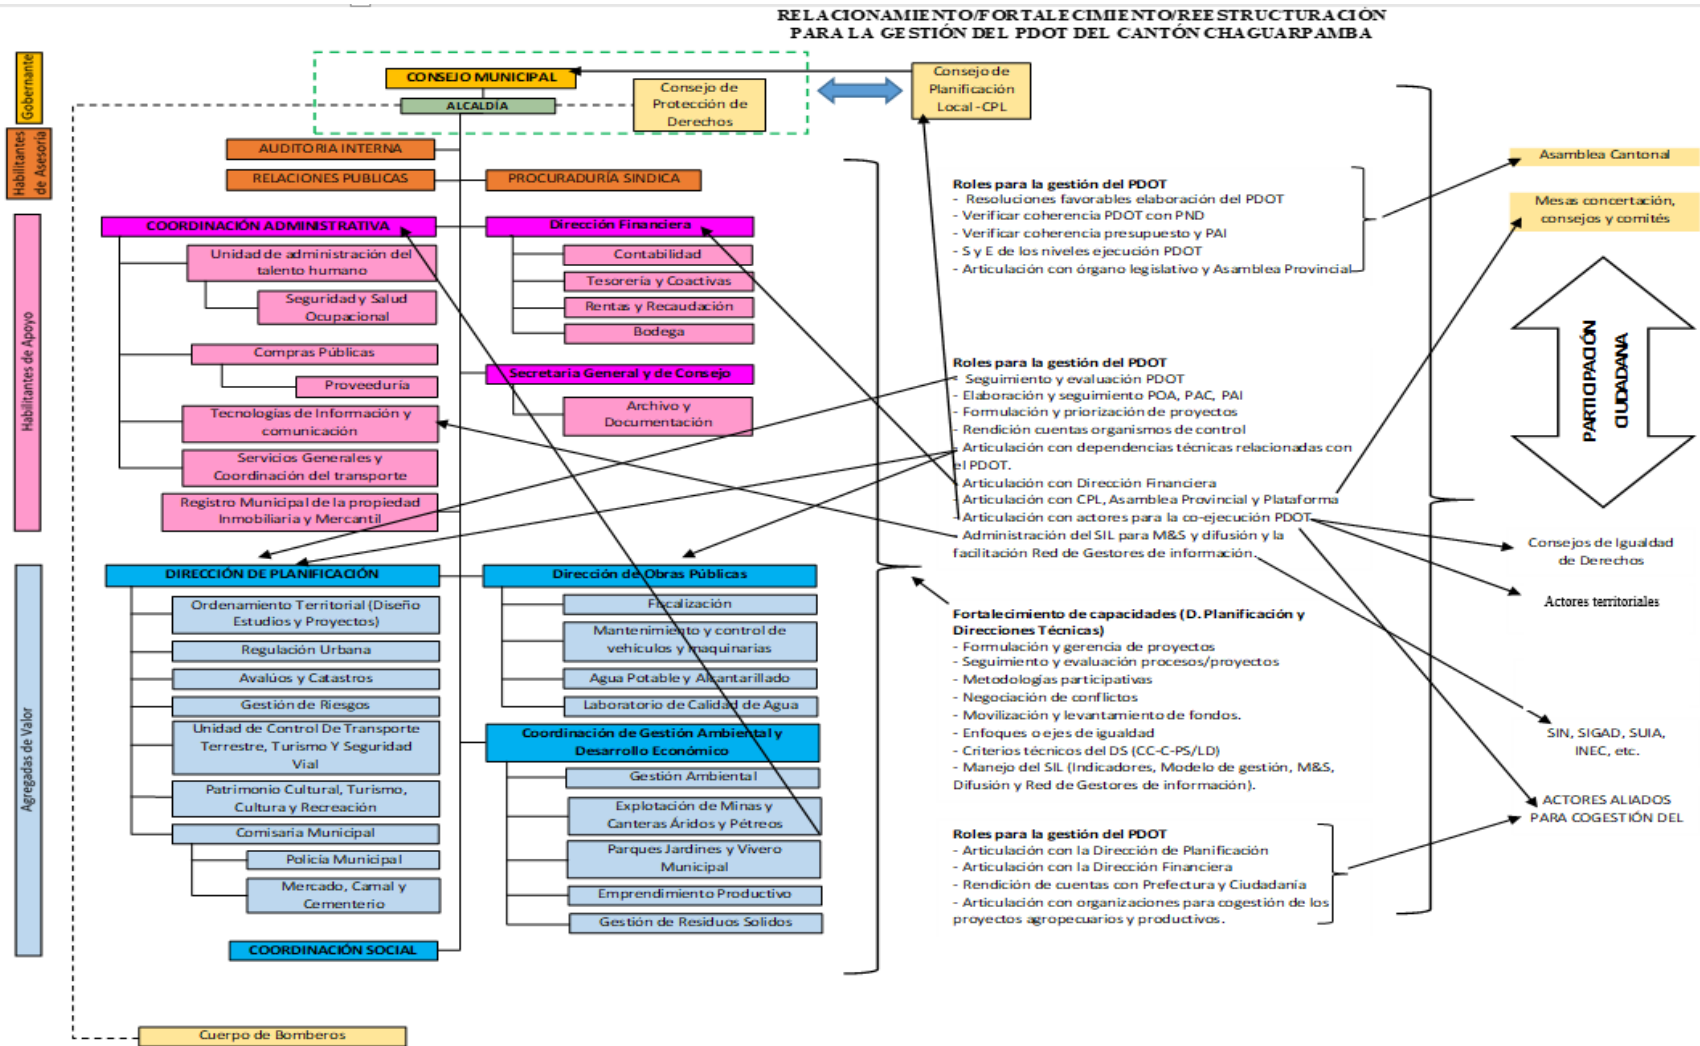 RELACIONAMIENTO/FORTALECIMIENTO/REESTRUCTURACIÓN
PARA LA GESTIÓN DEL PDOT DEL CANTÓN CHAGUARPAMBA
Gobernante
Habilitantes
de Asesoría
Habilitantes de Apoyo
Agregadas de Valor
CONSEJO MUNICIPAL
ALCALDÍA
Consejo de
Protección de
Derechos
Consejo de
Planificación
Local -CPL
AUDITORIA INTERNA
RELACIONES PUBLICAS
PROCURADURÍA SINDICA
COORDINACIÓN ADMINISTRATIVA
Unidad de administración del
talento humano
Seguridad y Salud
Ocupacional
Compras Públicas
Proveeduría
Tecnologías de Información y
comunicación
Servicios Generales y
Coordinación del transporte
Registro Municipal de la propiedad
Inmobiliaria y Mercantil
Dirección Financiera
Contabilidad
Tesorería y Coactivas
Rentas y Recaudación
Bodega
Secretaria General y de Consejo
Archivo y
Documentación
DIRECCIÓN DE PLANIFICACIÓN
Ordenamiento Territorial (Diseño
Estudios y Proyectos)
Regulación Urbana
Avalúos y Catastros
Gestión de Riesgos
Unidad de Control De Transporte
Terrestre, Turismo Y Seguridad
Vial
Patrimonio Cultural, Turismo,
Cultura y Recreación
Comisaria Municipal
Policía Municipal
Mercado, Camal y
Cementerio
COORDINACIÓN SOCIAL
Cuerpo de Bomberos
Dirección de Obras Públicas
Fiscalización
Mantenimiento y control de
vehículos y maquinarias
Agua Potable y Alcantarillado
Laboratorio de Calidad de Agua
Coordinación de Gestión Ambiental y
Desarrollo Económico
Gestión Ambiental
Explotación de Minas y
Canteras Áridos y Pétreos
Parques Jardines y Vivero
Municipal
Emprendimiento Productivo
Gestión de Residuos Solidos
Roles para la gestión del PDOT
- Resoluciones favorables elaboración del PDOT
- Verificar coherencia PDOT con PND
- Verificar coherencia presupuesto y PAI
- S y E de los niveles ejecución PDOT
- Articulación con órgano legislativo y Asamblea Provincial
Roles para la gestión del PDOT
- Seguimiento y evaluación PDOT
- Elaboración y seguimiento POA, PAC, PAI
- Formulación y priorización de proyectos
- Rendición cuentas organismos de control
- Articulación con dependencias técnicas relacionadas con
el PDOT.
- Articulación con Dirección Financiera
- Articulación con CPL, Asamblea Provincial y Plataforma
- Articulación con actores para la co-ejecución PDOT
- Administración del SIL para M&S y difusión y la
facilitación Red de Gestores de información.
Fortalecimiento de capacidades (D. Planificación y
Direcciones Técnicas)
- Formulación y gerencia de proyectos
- Seguimiento y evaluación procesos/proyectos
- Metodologías participativas
- Negociación de conflictos
- Movilización y levantamiento de fondos.
- Enfoques o ejes de igualdad
- Criterios técnicos del DS (CC-C-PS/LD)
- Manejo del SIL (Indicadores, Modelo de gestión, M&S,
Difusión y Red de Gestores de información).
Roles para la gestión del PDOT
- Articulación con la Dirección de Planificación
- Articulación con la Dirección Financiera
- Rendición de cuentas con Prefectura y Ciudadanía
- Articulación con organizaciones para cogestión de los
proyectos agropecuarios y productivos.
Asamblea Cantonal
Mesas concertación,
consejos y comités
PARTICIPACIÓN
CIUDADANA
Consejos de Igualdad
de Derechos
Actores territoriales
SIN, SIGAD, SUIA,
INEC, etc.
ACTORES ALIADOS
PARA COGESTIÓN DEL